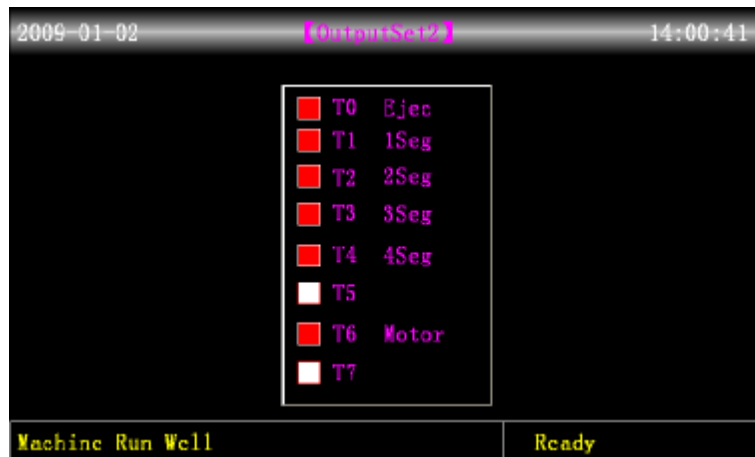 2009-01-02 【OutputSet2】 14:00:41
T0 Ejec
T1 1Seg
T2 2Seg
T3 3Seg
T4 4Seg
T5
T6 Motor
T7
Machine Run Well Ready